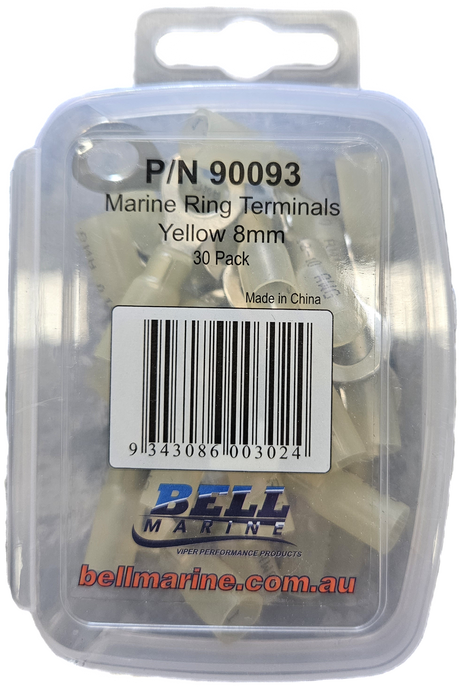 P/N 90093
Marine Ring Terminals
Yellow 8mm
30 Pack
Made in China
9 343086 003024
BELL
MARINE
VIPER PERFORMANCE PRODUCTS
bellmarine.com.au